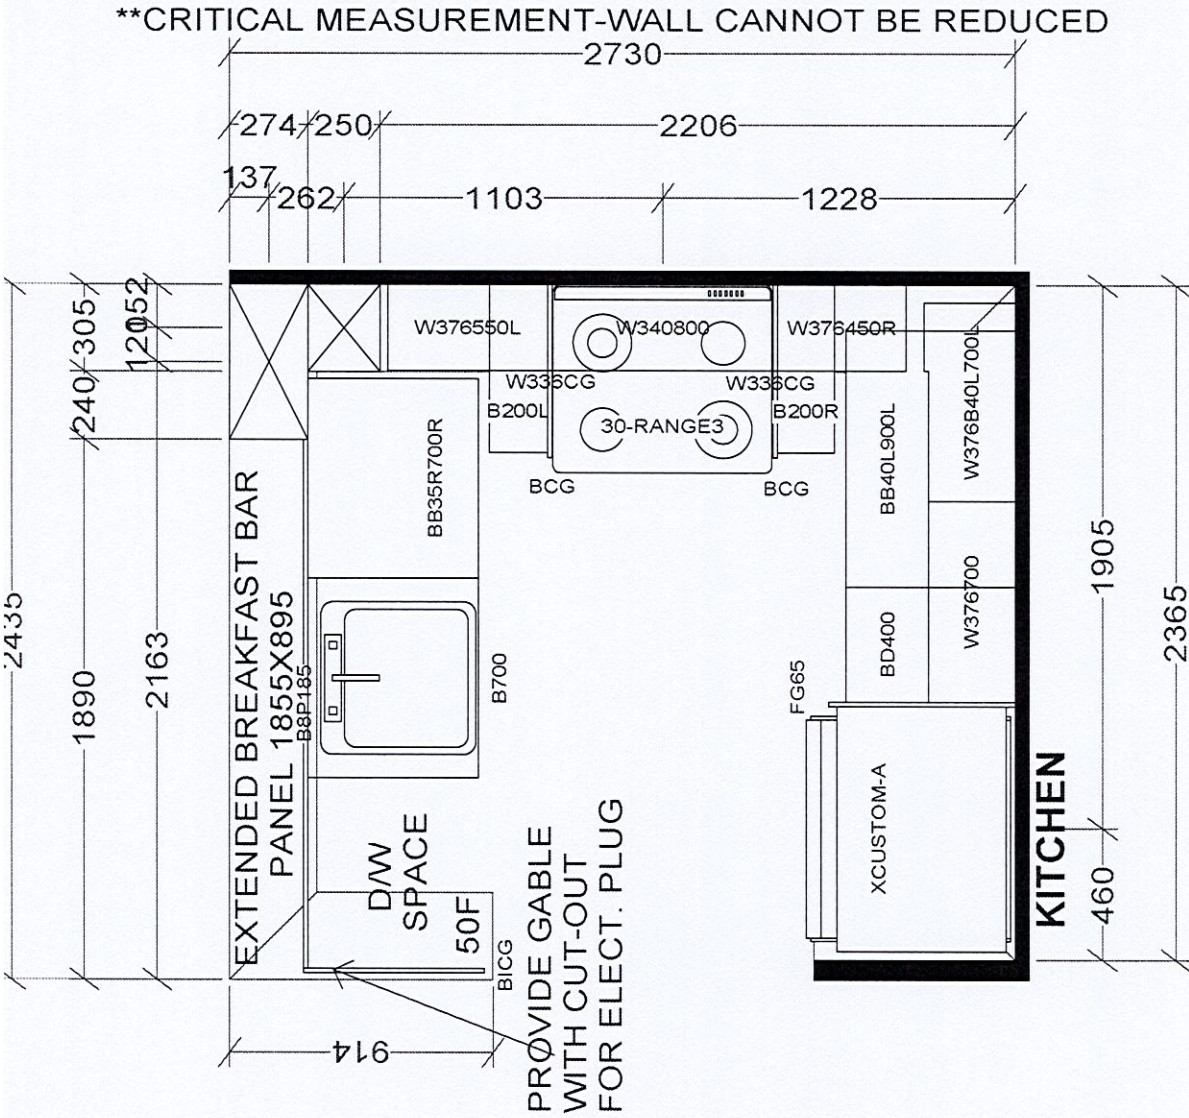 **CRITICAL MEASUREMENT-WALL CANNOT BE REDUCED
2730
274
250
2206
137
262
1103
1228
2435
305
240
1890
52
120
2163
W376550L
W340800
W376450R
W336CG
W336CG
B200L
30-RANGE3
B200R
BCG
BCG
BB35R700R
BB40L900L
W376B40L700L
W376700
BD400
B700
BBP185
FG65
XCUSTOM-A
EXTENDED BREAKFAST BAR
PANEL 1855X895
D/W
SPACE
50F
BICG
PROVIDE GABLE
WITH CUT-OUT
FOR ELECT. PLUG
KITCHEN
1905
460
2365
914